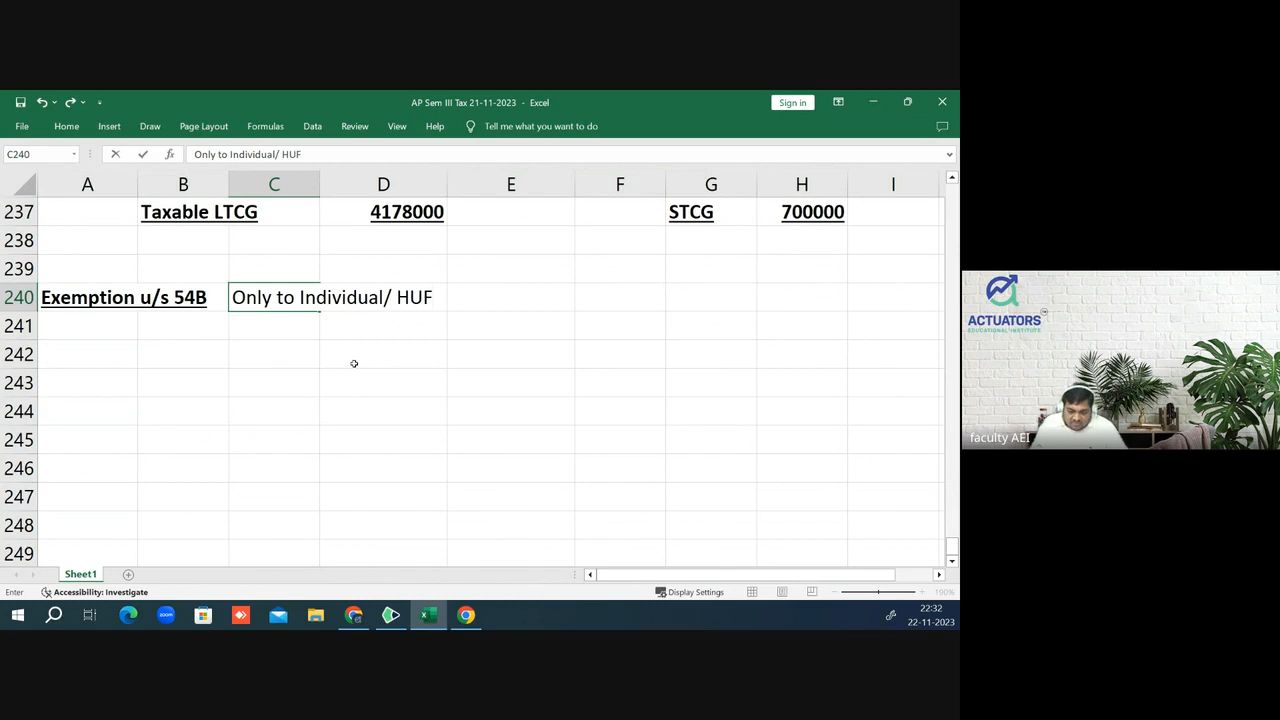 AP Sem III Tax 21-11-2023 - Excel
Sign in
File Home Insert Draw Page Layout Formulas Data Review View Help Tell me what you want to do
C240 fx Only to Individual/ HUF
A B C D E F G H I
237 Taxable LTCG 4178000 STCG 700000
238
239
240 Exemption u/s 54B Only to Individual/ HUF
241
242
243
244
245
246
247
248
249
Sheet1
Enter Accessibility: Investigate Display Settings 190%
zoom
22:32
22-11-2023
ACTUATORS
EDUCATIONAL INSTITUTE
faculty AEI